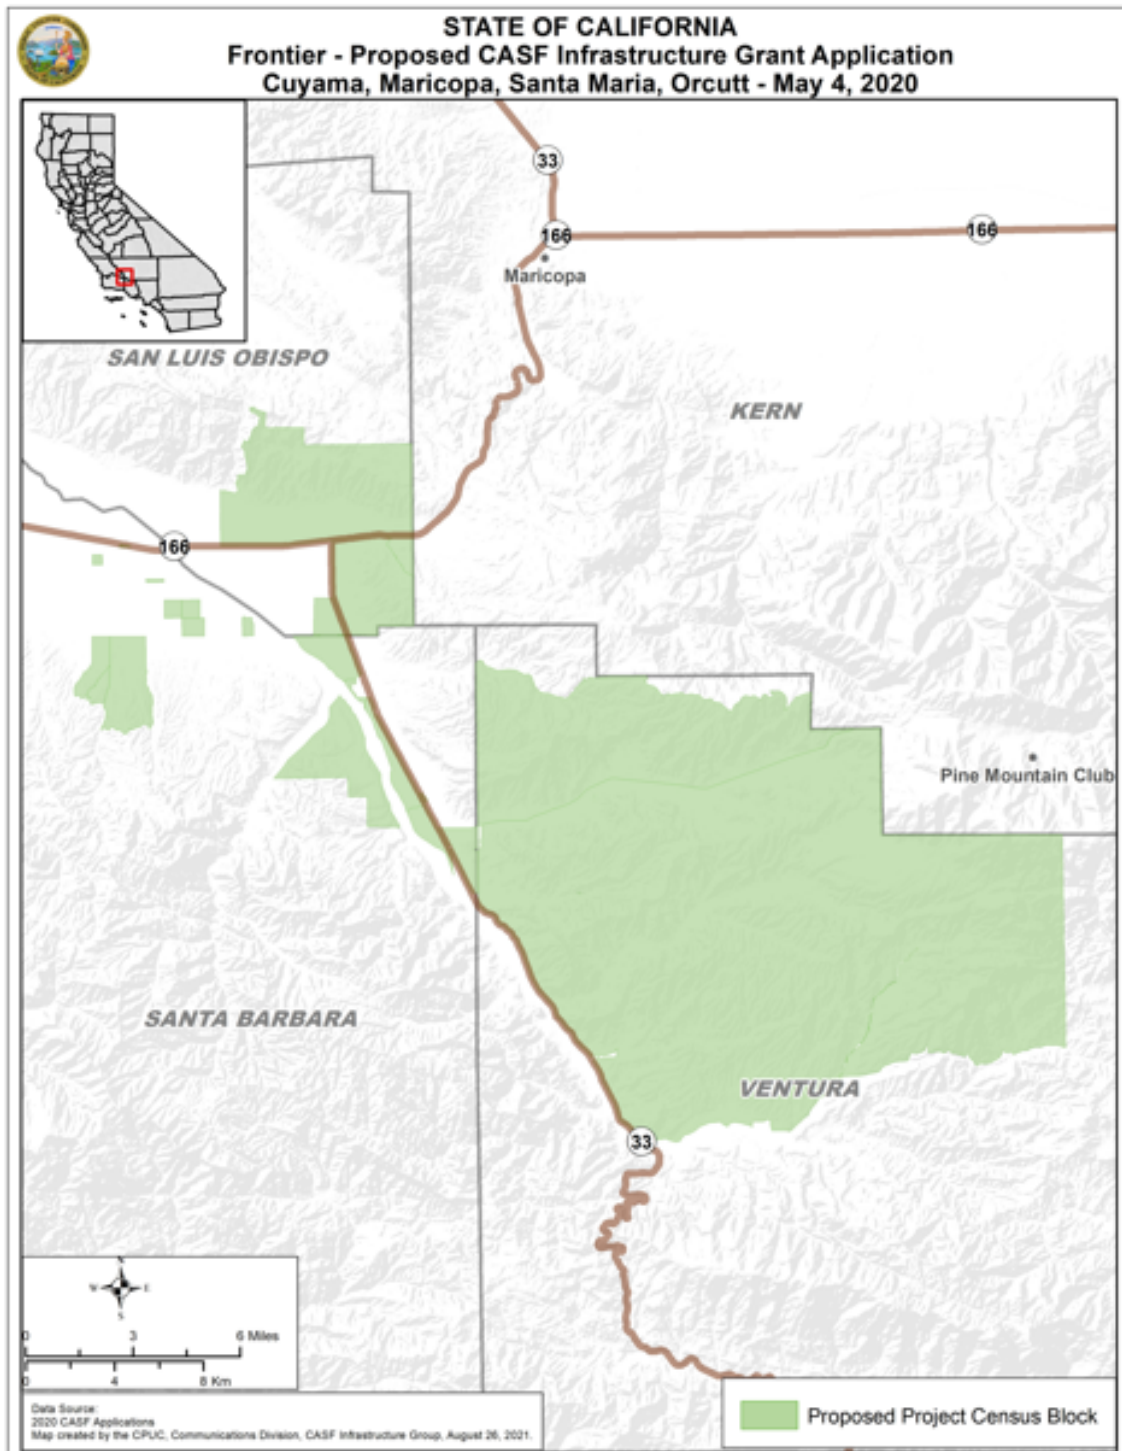 STATE OF CALIFORNIA
Frontier - Proposed CASF Infrastructure Grant Application
Cuyama, Maricopa, Santa Maria, Orcutt - May 4, 2020
33
166
166
Maricopa
SAN LUIS OBISPO
KERN
166
Pine Mountain Club
SANTA BARBARA
VENTURA
33
N
W E
S
0 3 6 Miles
0 4 8 Km
Data Source:
2020 CASF Applications
Map created by the CPUC, Communications Division, CASF Infrastructure Group, August 26, 2021.
Proposed Project Census Block